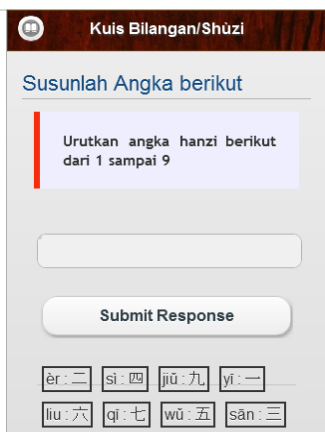 Kuis Bilangan/Shùzi
Susunlah Angka berikut
Urutkan angka hanzi berikut
dari 1 sampai 9
Submit Response
èr : 二 sì : 四 jiǔ : 九 yī : 一
liu : 六 qī : 七 wǔ : 五 sān : 三